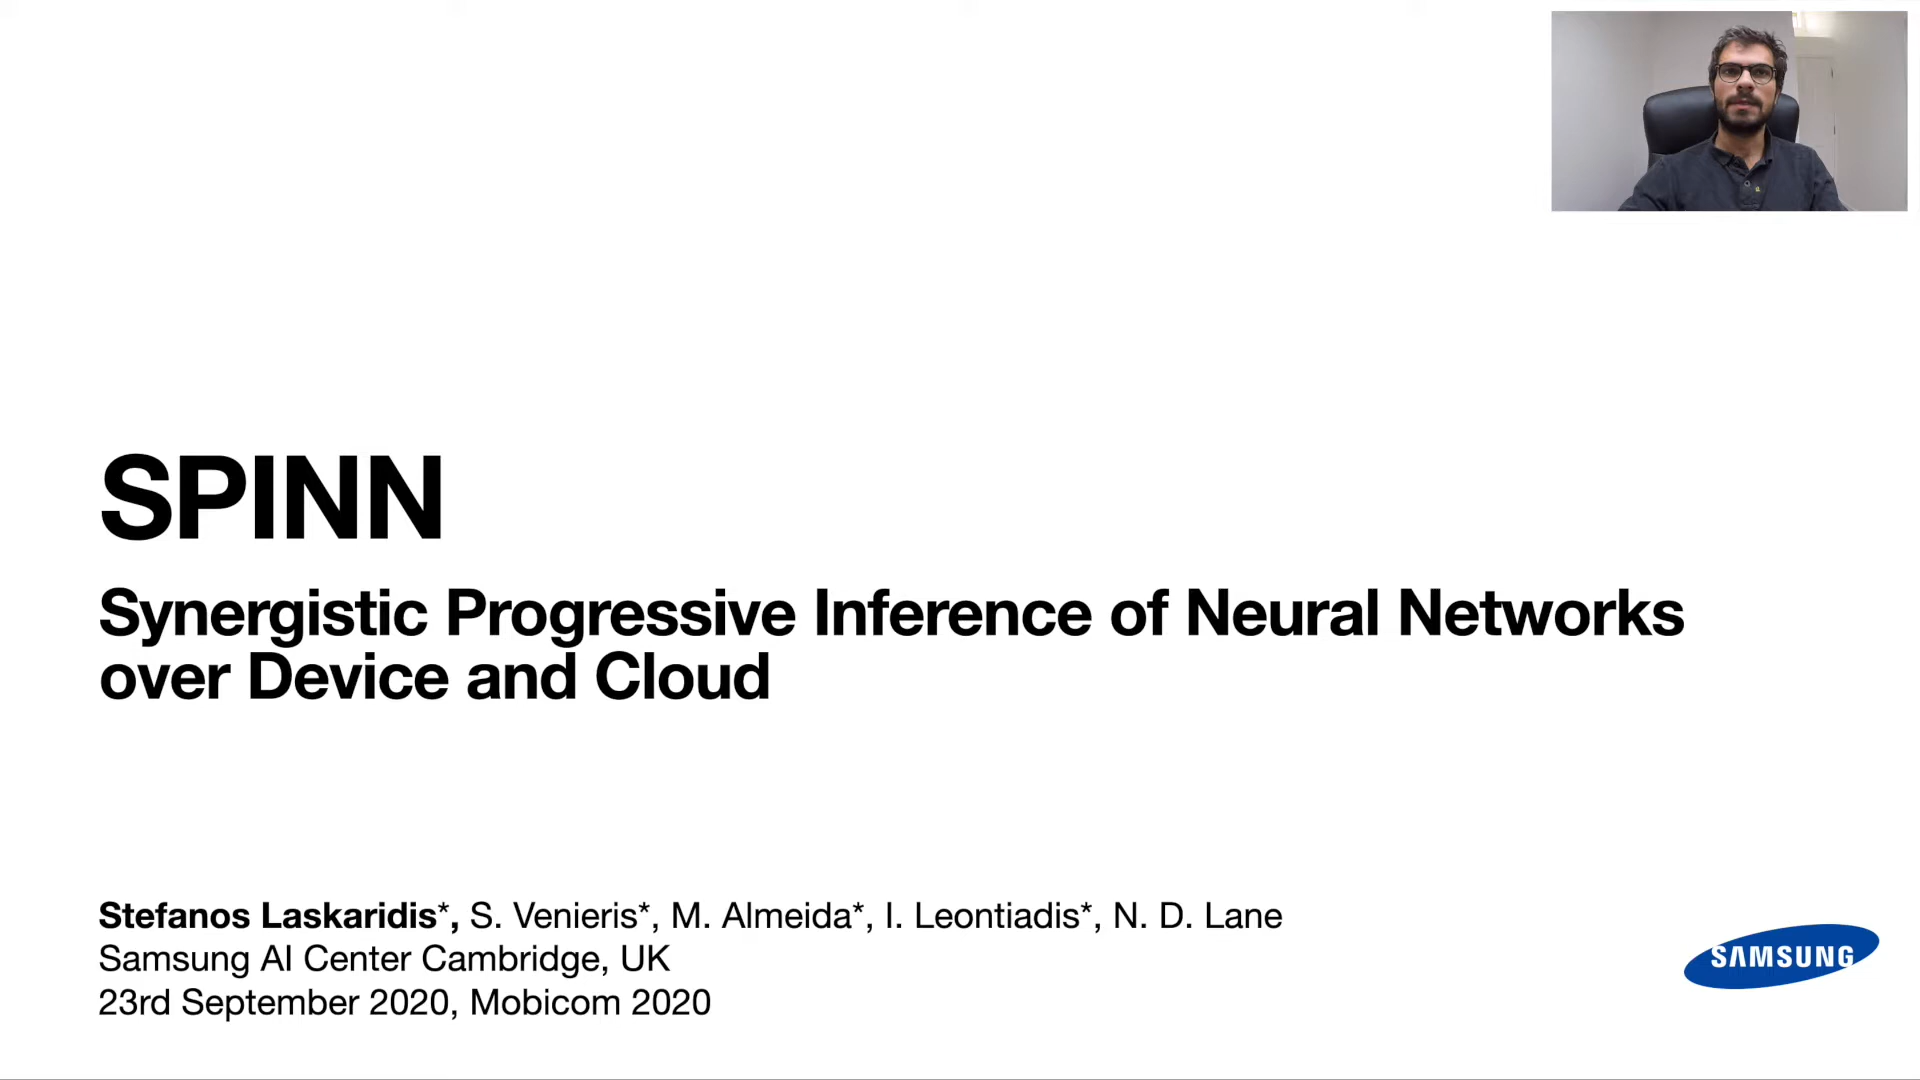 SPINN
Synergistic Progressive Inference of Neural Networks
over Device and Cloud
Stefanos Laskaridis*, S. Venieris*, M. Almeida*, I. Leontiadis*, N. D. Lane
Samsung AI Center Cambridge, UK
23rd September 2020, Mobicom 2020
SAMSUNG